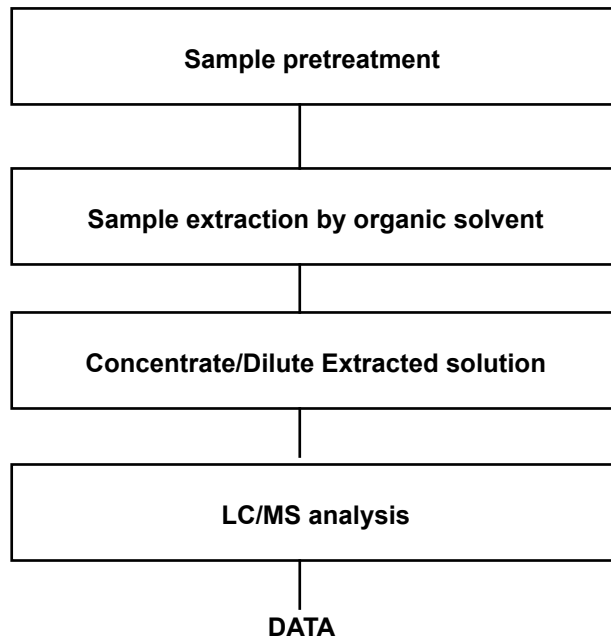 Sample pretreatment
Sample extraction by organic solvent
Concentrate/Dilute Extracted solution
LC/MS analysis
DATA